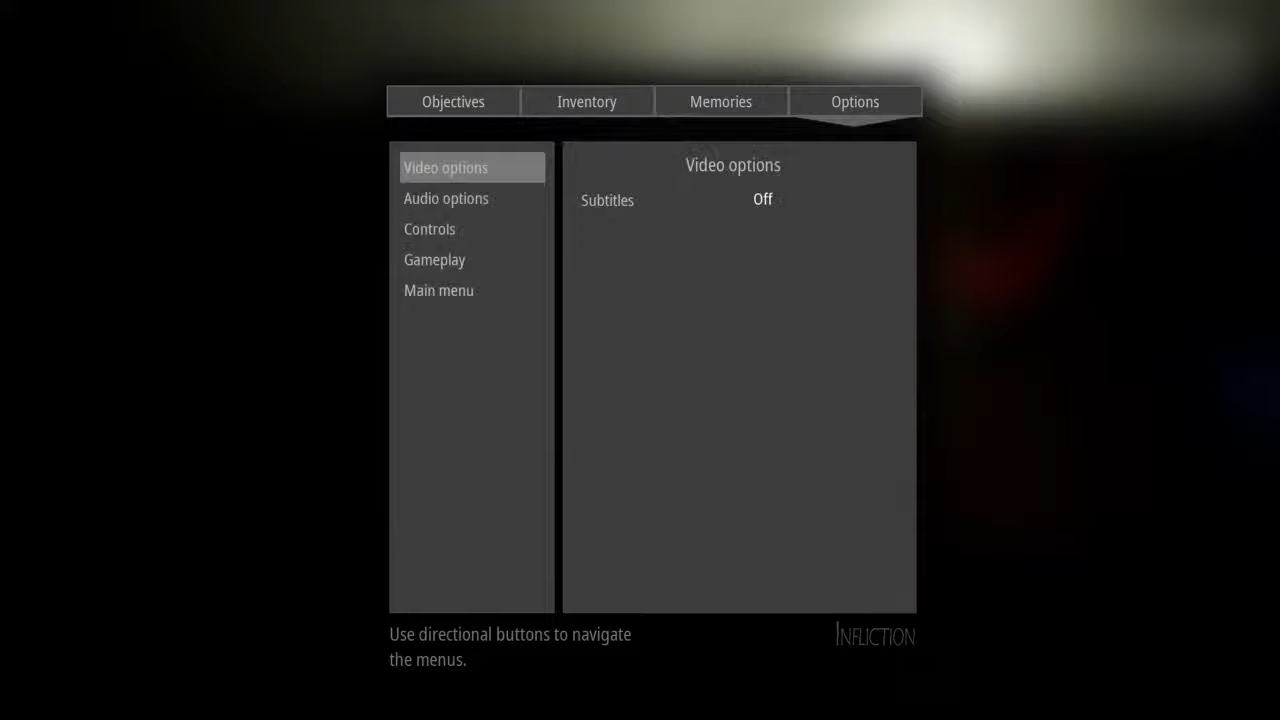 Objectives
Inventory
Memories
Options
Video options
Audio options
Controls
Gameplay
Main menu
Video options
Subtitles Off
Use directional buttons to navigate
the menus.
INFLICTION